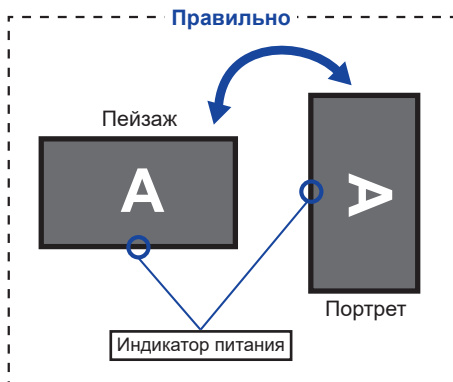 Правильно
Пейзаж
A
A
Портрет
Индикатор питания